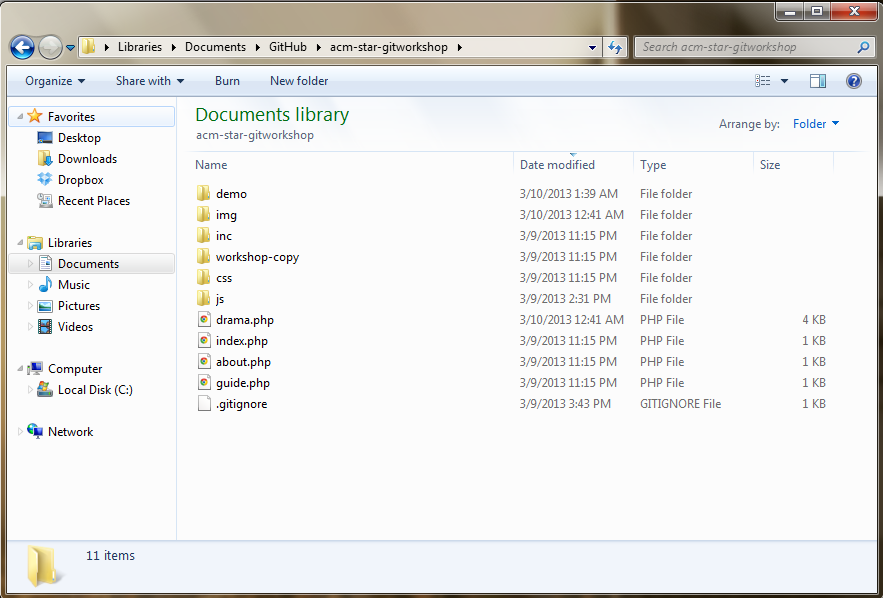 Libraries Documents GitHub acm-star-gitworkshop Search acm-star-gitworkshop
Organize Share with Burn New folder
Favorites
Desktop
Downloads
Dropbox
Recent Places
Libraries
Documents
Music
Pictures
Videos
Computer
Local Disk (C:)
Network
Documents library
acm-star-gitworkshop
Arrange by: Folder
Name Date modified Type Size
demo 3/10/2013 1:39 AM File folder
img 3/10/2013 12:41 AM File folder
inc 3/9/2013 11:15 PM File folder
workshop-copy 3/9/2013 11:15 PM File folder
css 3/9/2013 11:15 PM File folder
js 3/9/2013 2:31 PM File folder
drama.php 3/10/2013 12:41 AM PHP File 4 KB
index.php 3/9/2013 11:15 PM PHP File 1 KB
about.php 3/9/2013 11:15 PM PHP File 1 KB
guide.php 3/9/2013 11:15 PM PHP File 1 KB
.gitignore 3/9/2013 3:43 PM GITIGNORE File 1 KB
11 items